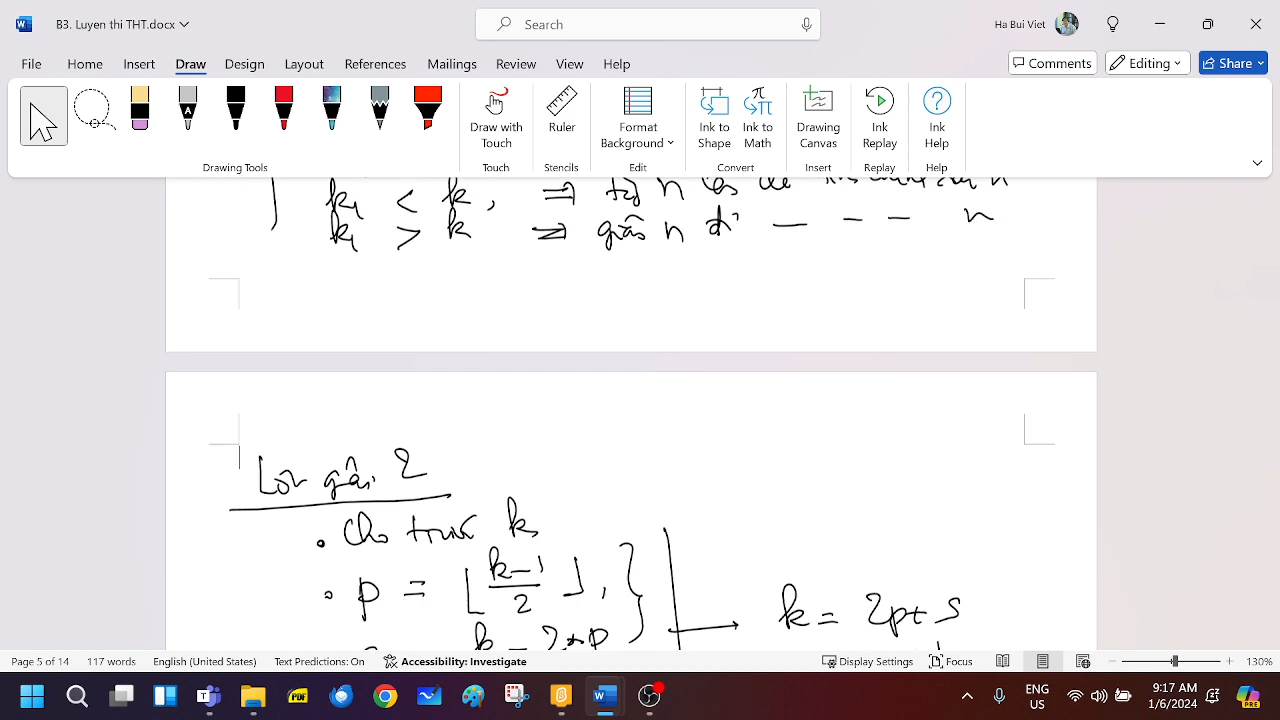 B3. Luyen thi THT.docx
Search
Ha Bui Viet
File Home Insert Draw Design Layout References Mailings Review View Help
Comments Editing Share
Draw with Touch
Ruler
Format Background
Ink to Shape
Ink to Math
Drawing Canvas
Ink Replay
Ink Help
Drawing Tools Touch Stencils Edit Convert Insert Replay Help
k₁ < k, ⇒ n
k₁ > k ⇒ giảm n đi — — — n
Lời giải 2
. Cho trước k
. p = ⌊(k-1)/2⌋,
k - 2*p
k = 2p + s
Page 5 of 14 117 words English (United States) Text Predictions: On Accessibility: Investigate Display Settings Focus 130%
ENG US
9:17 AM
1/6/2024
PRE